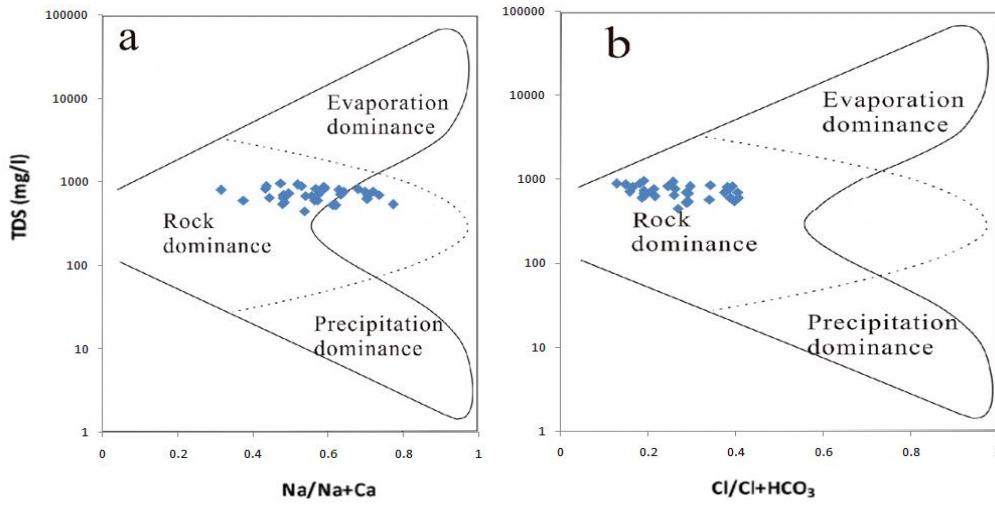 a
100000
10000
1000
100
10
1
TDS (mg/l)
Evaporation
dominance
Rock
dominance
Precipitation
dominance
0
0.2
0.4
0.6
0.8
1
Na/Na+Ca
b
100000
10000
1000
100
10
1
Evaporation
dominance
Rock
dominance
Precipitation
dominance
0
0.2
0.4
0.6
0.8
Cl/Cl+HCO₃